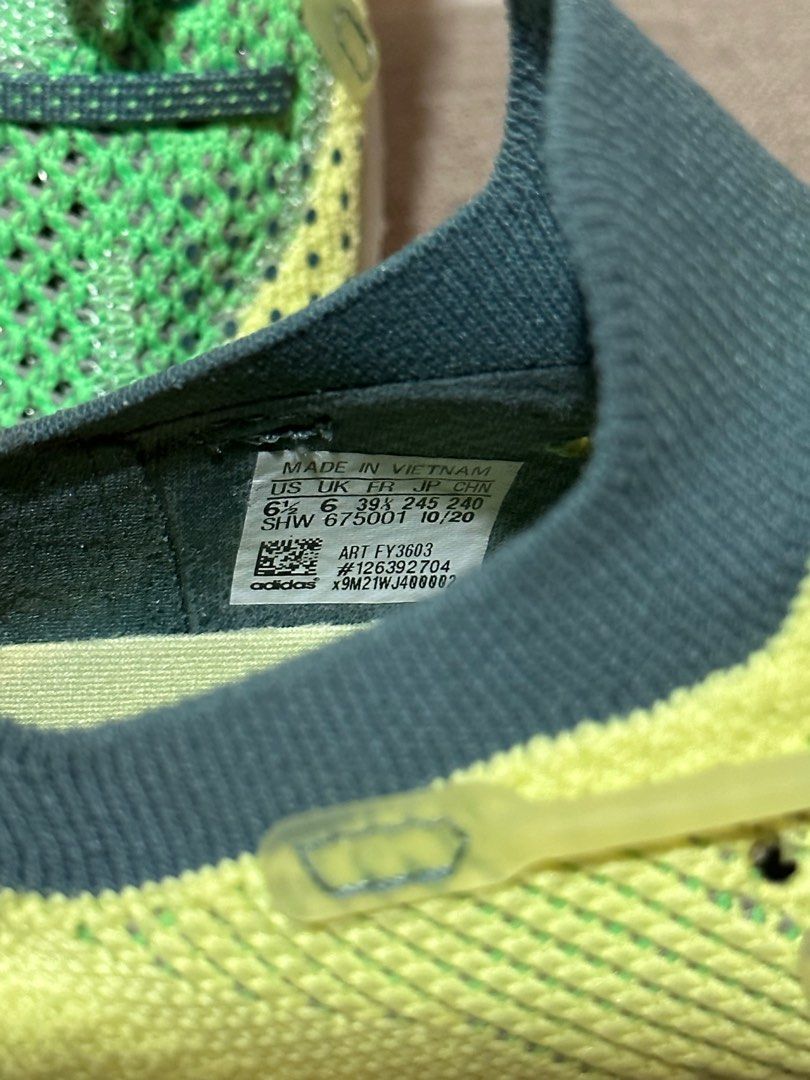 MADE IN VIETNAM
US UK FR JP CHN
6½ 6 39⅓ 245 240
SHW 675001 10/20
ART FY3603
#126392704
adidas® x9M21WJ400002